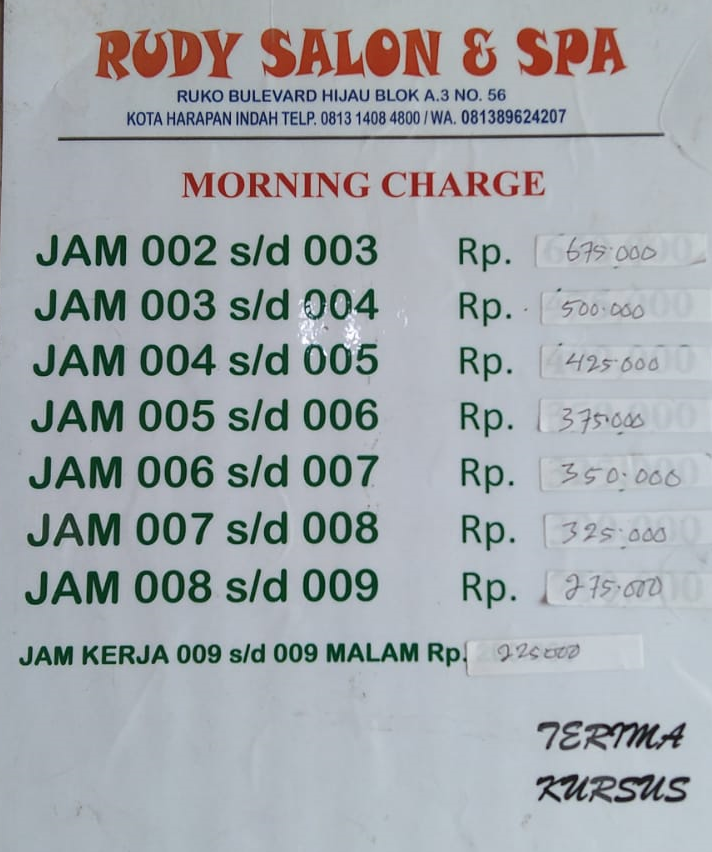 RUDY SALON & SPA
RUKO BULEVARD HIJAU BLOK A.3 NO. 56
KOTA HARAPAN INDAH TELP. 0813 1408 4800 / WA. 081389624207
MORNING CHARGE
JAM 002 s/d 003 Rp. 675.000
JAM 003 s/d 004 Rp. 500.000
JAM 004 s/d 005 Rp. 425.000
JAM 005 s/d 006 Rp. 375.000
JAM 006 s/d 007 Rp. 350.000
JAM 007 s/d 008 Rp. 325.000
JAM 008 s/d 009 Rp. 275.000
JAM KERJA 009 s/d 009 MALAM Rp. 225000
TERIMA
KURSUS